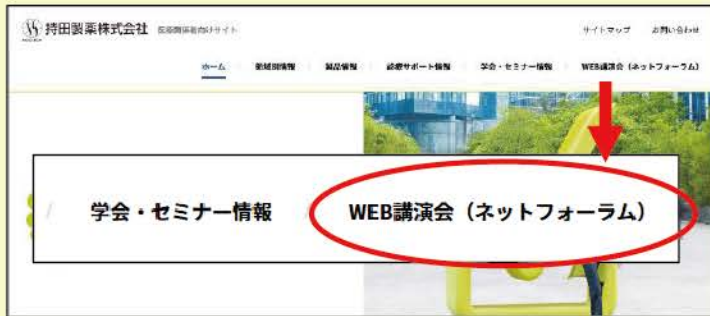 持田製薬株式会社 医療関係者向けサイト
サイトマップ お問い合わせ
ホーム 領域別情報 製品情報 診療サポート情報 学会・セミナー情報 WEB講演会（ネットフォーラム）
/ 学会・セミナー情報 / WEB講演会（ネットフォーラム）